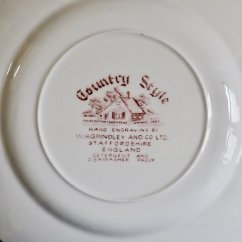 Country Style
HAND ENGRAVING BY
W.H.GRINDLEY AND CO.LTD.
STAFFORDSHIRE
ENGLAND
DETERGENT AND
DISHWASHER PROOF